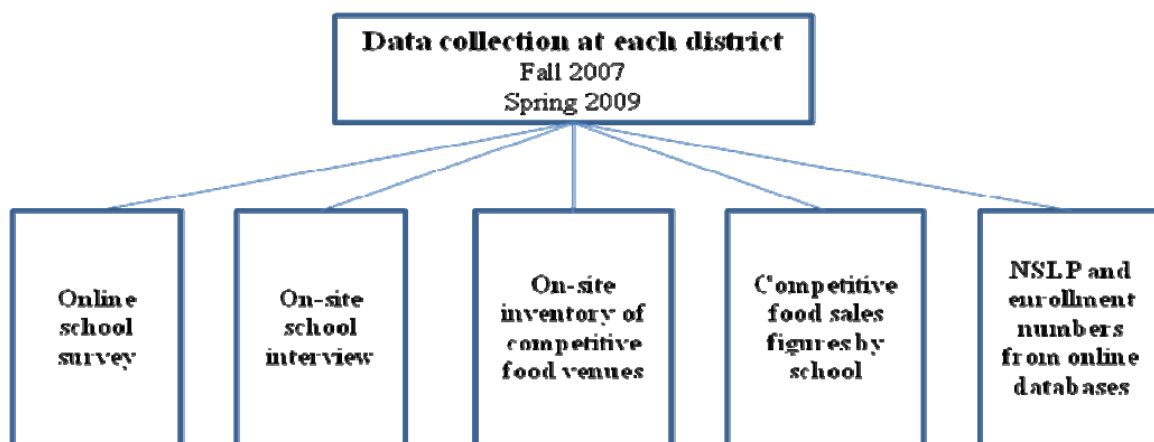 Data collection at each district
Fall 2007
Spring 2009
Online
school
survey
On-site
school
interview
On-site
inventory of
competitive
food venues
Competitive
food sales
figures by
school
NSLP and
enrollment
numbers
from online
databases